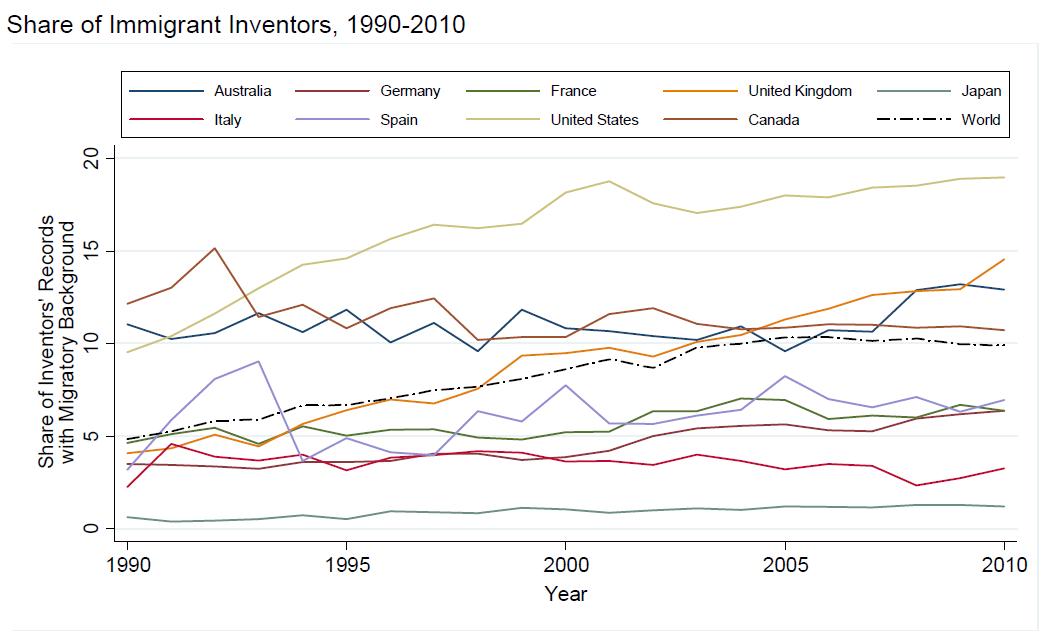 Share of Immigrant Inventors, 1990-2010
Australia Germany France United Kingdom Japan
Italy Spain United States Canada World
Share of Inventors' Records
with Migratory Background
20
15
10
5
0
1990 1995 2000 2005 2010
Year